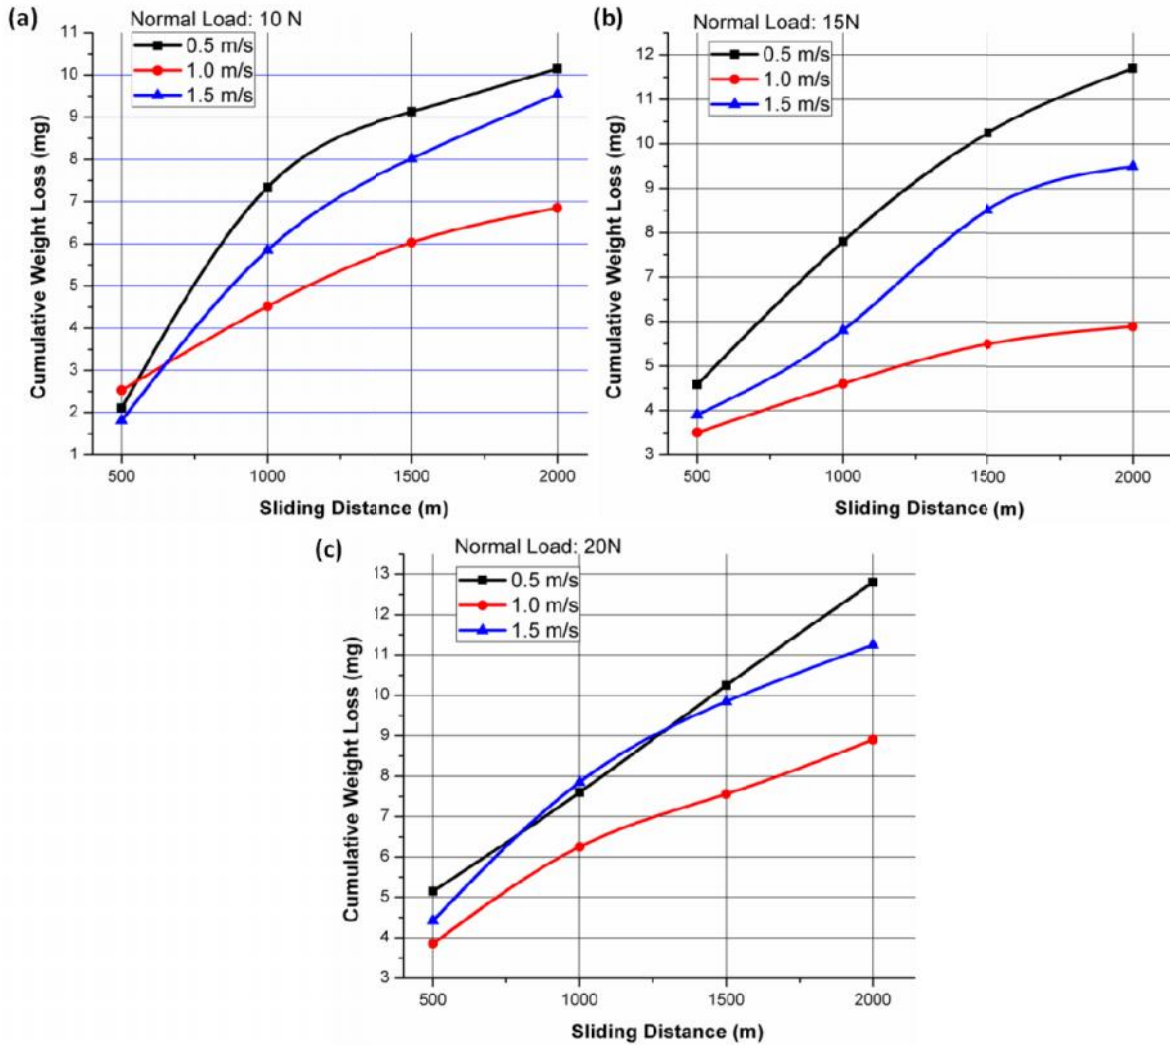 (a)
Normal Load: 10 N
0.5 m/s
1.0 m/s
1.5 m/s
Cumulative Weight Loss (mg)
11
10
9
8
7
6
5
4
3
2
1
500 1000 1500 2000
Sliding Distance (m)
(b)
Normal Load: 15N
0.5 m/s
1.0 m/s
1.5 m/s
Cumulative Weight Loss (mg)
12
11
10
9
8
7
6
5
4
3
500 1000 1500 2000
Sliding Distance (m)
(c)
Normal Load: 20N
0.5 m/s
1.0 m/s
1.5 m/s
Cumulative Weight Loss (mg)
13
12
11
10
9
8
7
6
5
4
3
500 1000 1500 2000
Sliding Distance (m)